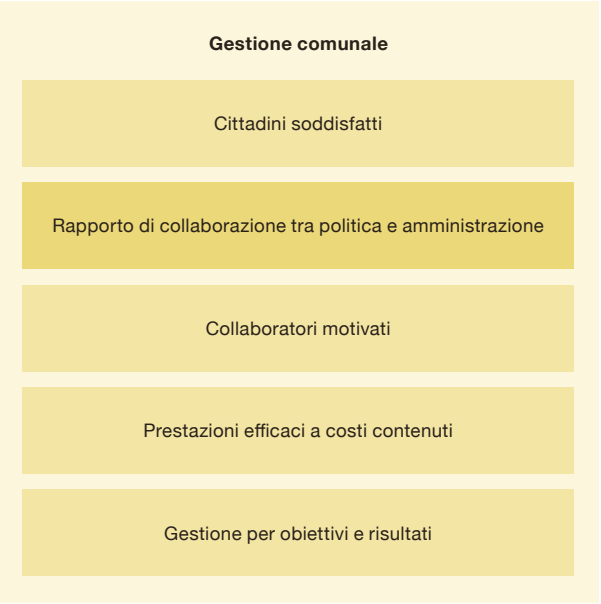 Gestione comunale
Cittadini soddisfatti
Rapporto di collaborazione tra politica e amministrazione
Collaboratori motivati
Prestazioni efficaci a costi contenuti
Gestione per obiettivi e risultati